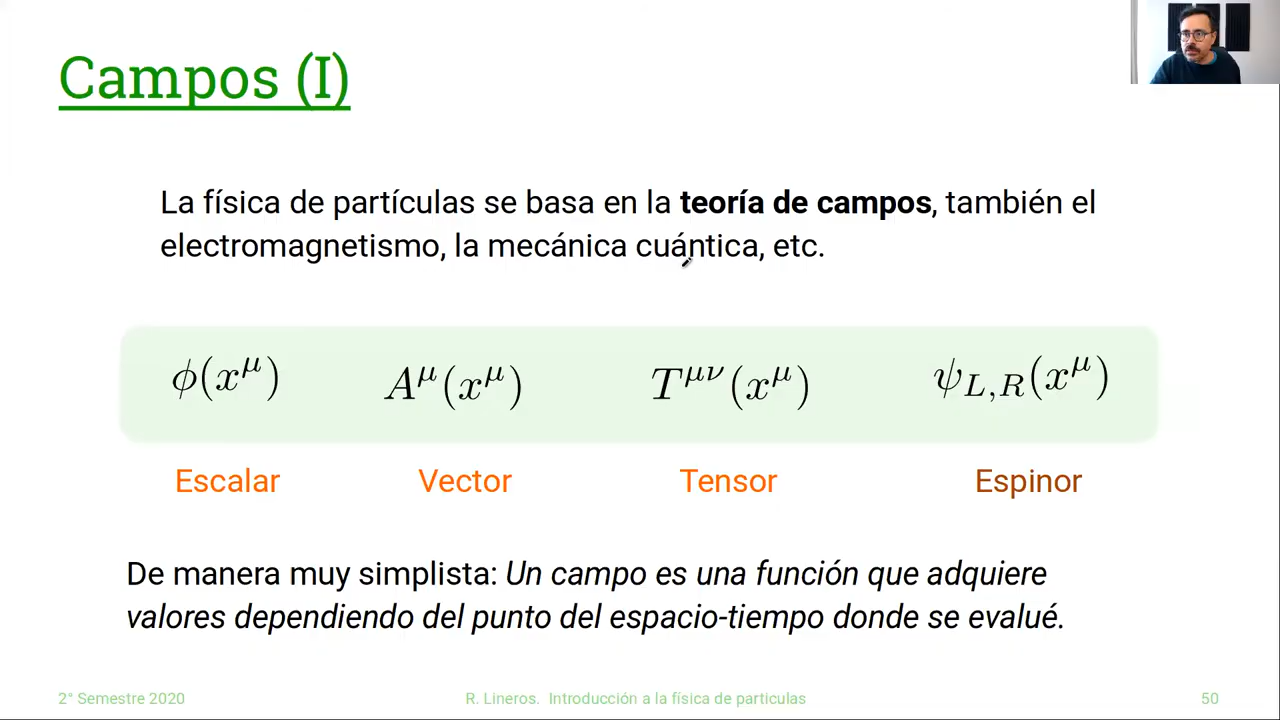 Campos (I)
La física de partículas se basa en la teoría de campos, también el
electromagnetismo, la mecánica cuántica, etc.
ϕ(x^μ) A^μ(x^μ) T^{μν}(x^μ) ψ_{L,R}(x^μ)
Escalar Vector Tensor Espinor
De manera muy simplista: Un campo es una función que adquiere
valores dependiendo del punto del espacio-tiempo donde se evalué.
2° Semestre 2020 R. Lineros. Introducción a la física de particulas 50